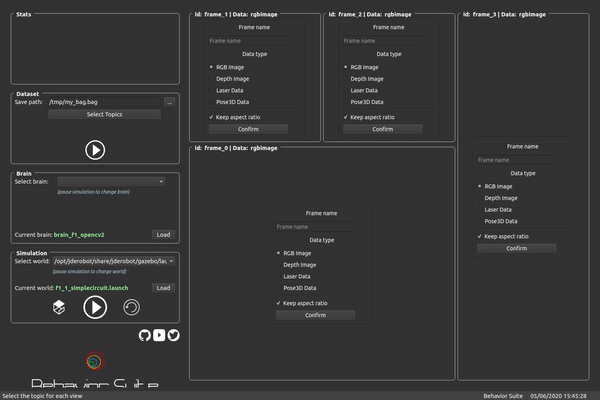 Stats
Dataset
Save path: /tmp/my_bag.bag ...
Select Topics
Brain
Select brain:
(pause simulation to change brain)
Current brain: brain_f1_opencv2 Load
Simulation
Select world: /opt/jderobot/share/jderobot/gazebo/lau
(pause simulation to change world)
Current world: f1_1_simplecircuit.launch Load
Behavior Suite
id: frame_1 | Data: rgbimage
Frame name
Frame name
Data type
RGB Image
Depth Image
Laser Data
Pose3D Data
Keep aspect ratio
Confirm
id: frame_2 | Data: rgbimage
Frame name
Frame name
Data type
RGB Image
Depth Image
Laser Data
Pose3D Data
Keep aspect ratio
Confirm
id: frame_0 | Data: rgbimage
Frame name
Frame name
Data type
RGB Image
Depth Image
Laser Data
Pose3D Data
Keep aspect ratio
Confirm
id: frame_3 | Data: rgbimage
Frame name
Frame name
Data type
RGB Image
Depth Image
Laser Data
Pose3D Data
Keep aspect ratio
Confirm
Select the topic for each view
Behavior Suite 05/06/2020 15:45:28